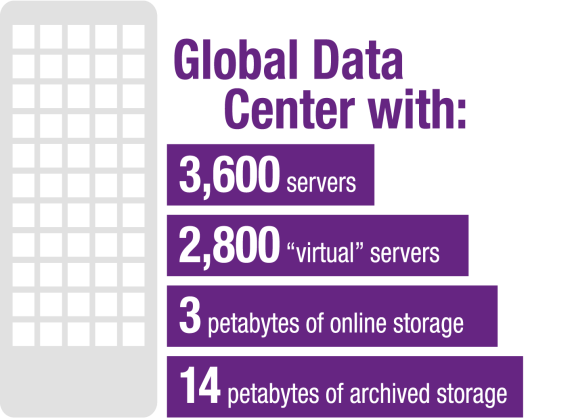 Global Data
Center with:
3,600 servers
2,800 “virtual” servers
3 petabytes of online storage
14 petabytes of archived storage